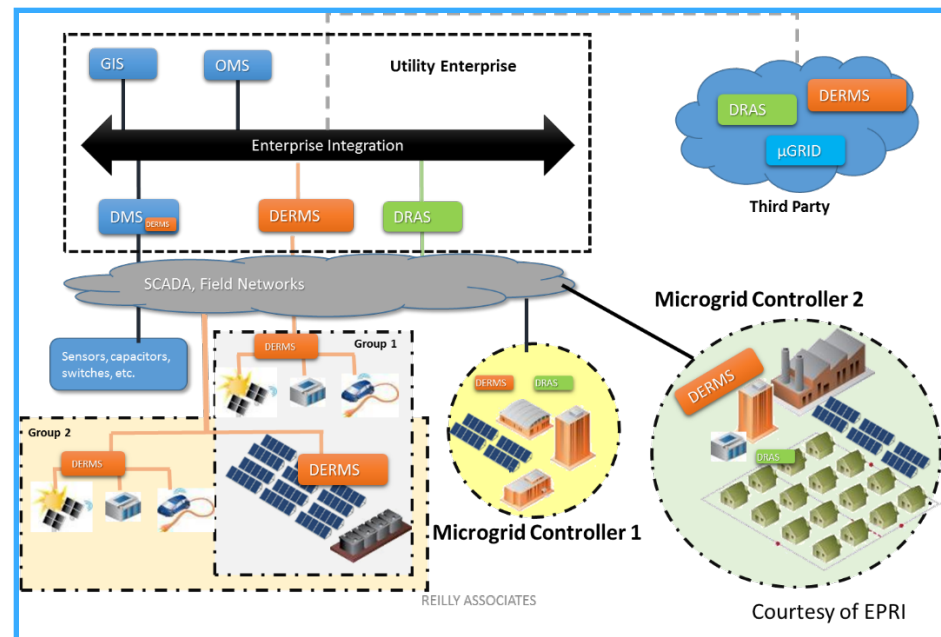 GIS
OMS
Utility Enterprise
DRAS
DERMS
µGRID
Third Party
Enterprise Integration
DMS
DERMS
DERMS
DRAS
SCADA, Field Networks
Microgrid Controller 2
Sensors, capacitors,
switches, etc.
Group 1
DERMS
DERMS
DRAS
DERMS
DRAS
Group 2
DERMS
DERMS
Microgrid Controller 1
REILLY ASSOCIATES
Courtesy of EPRI